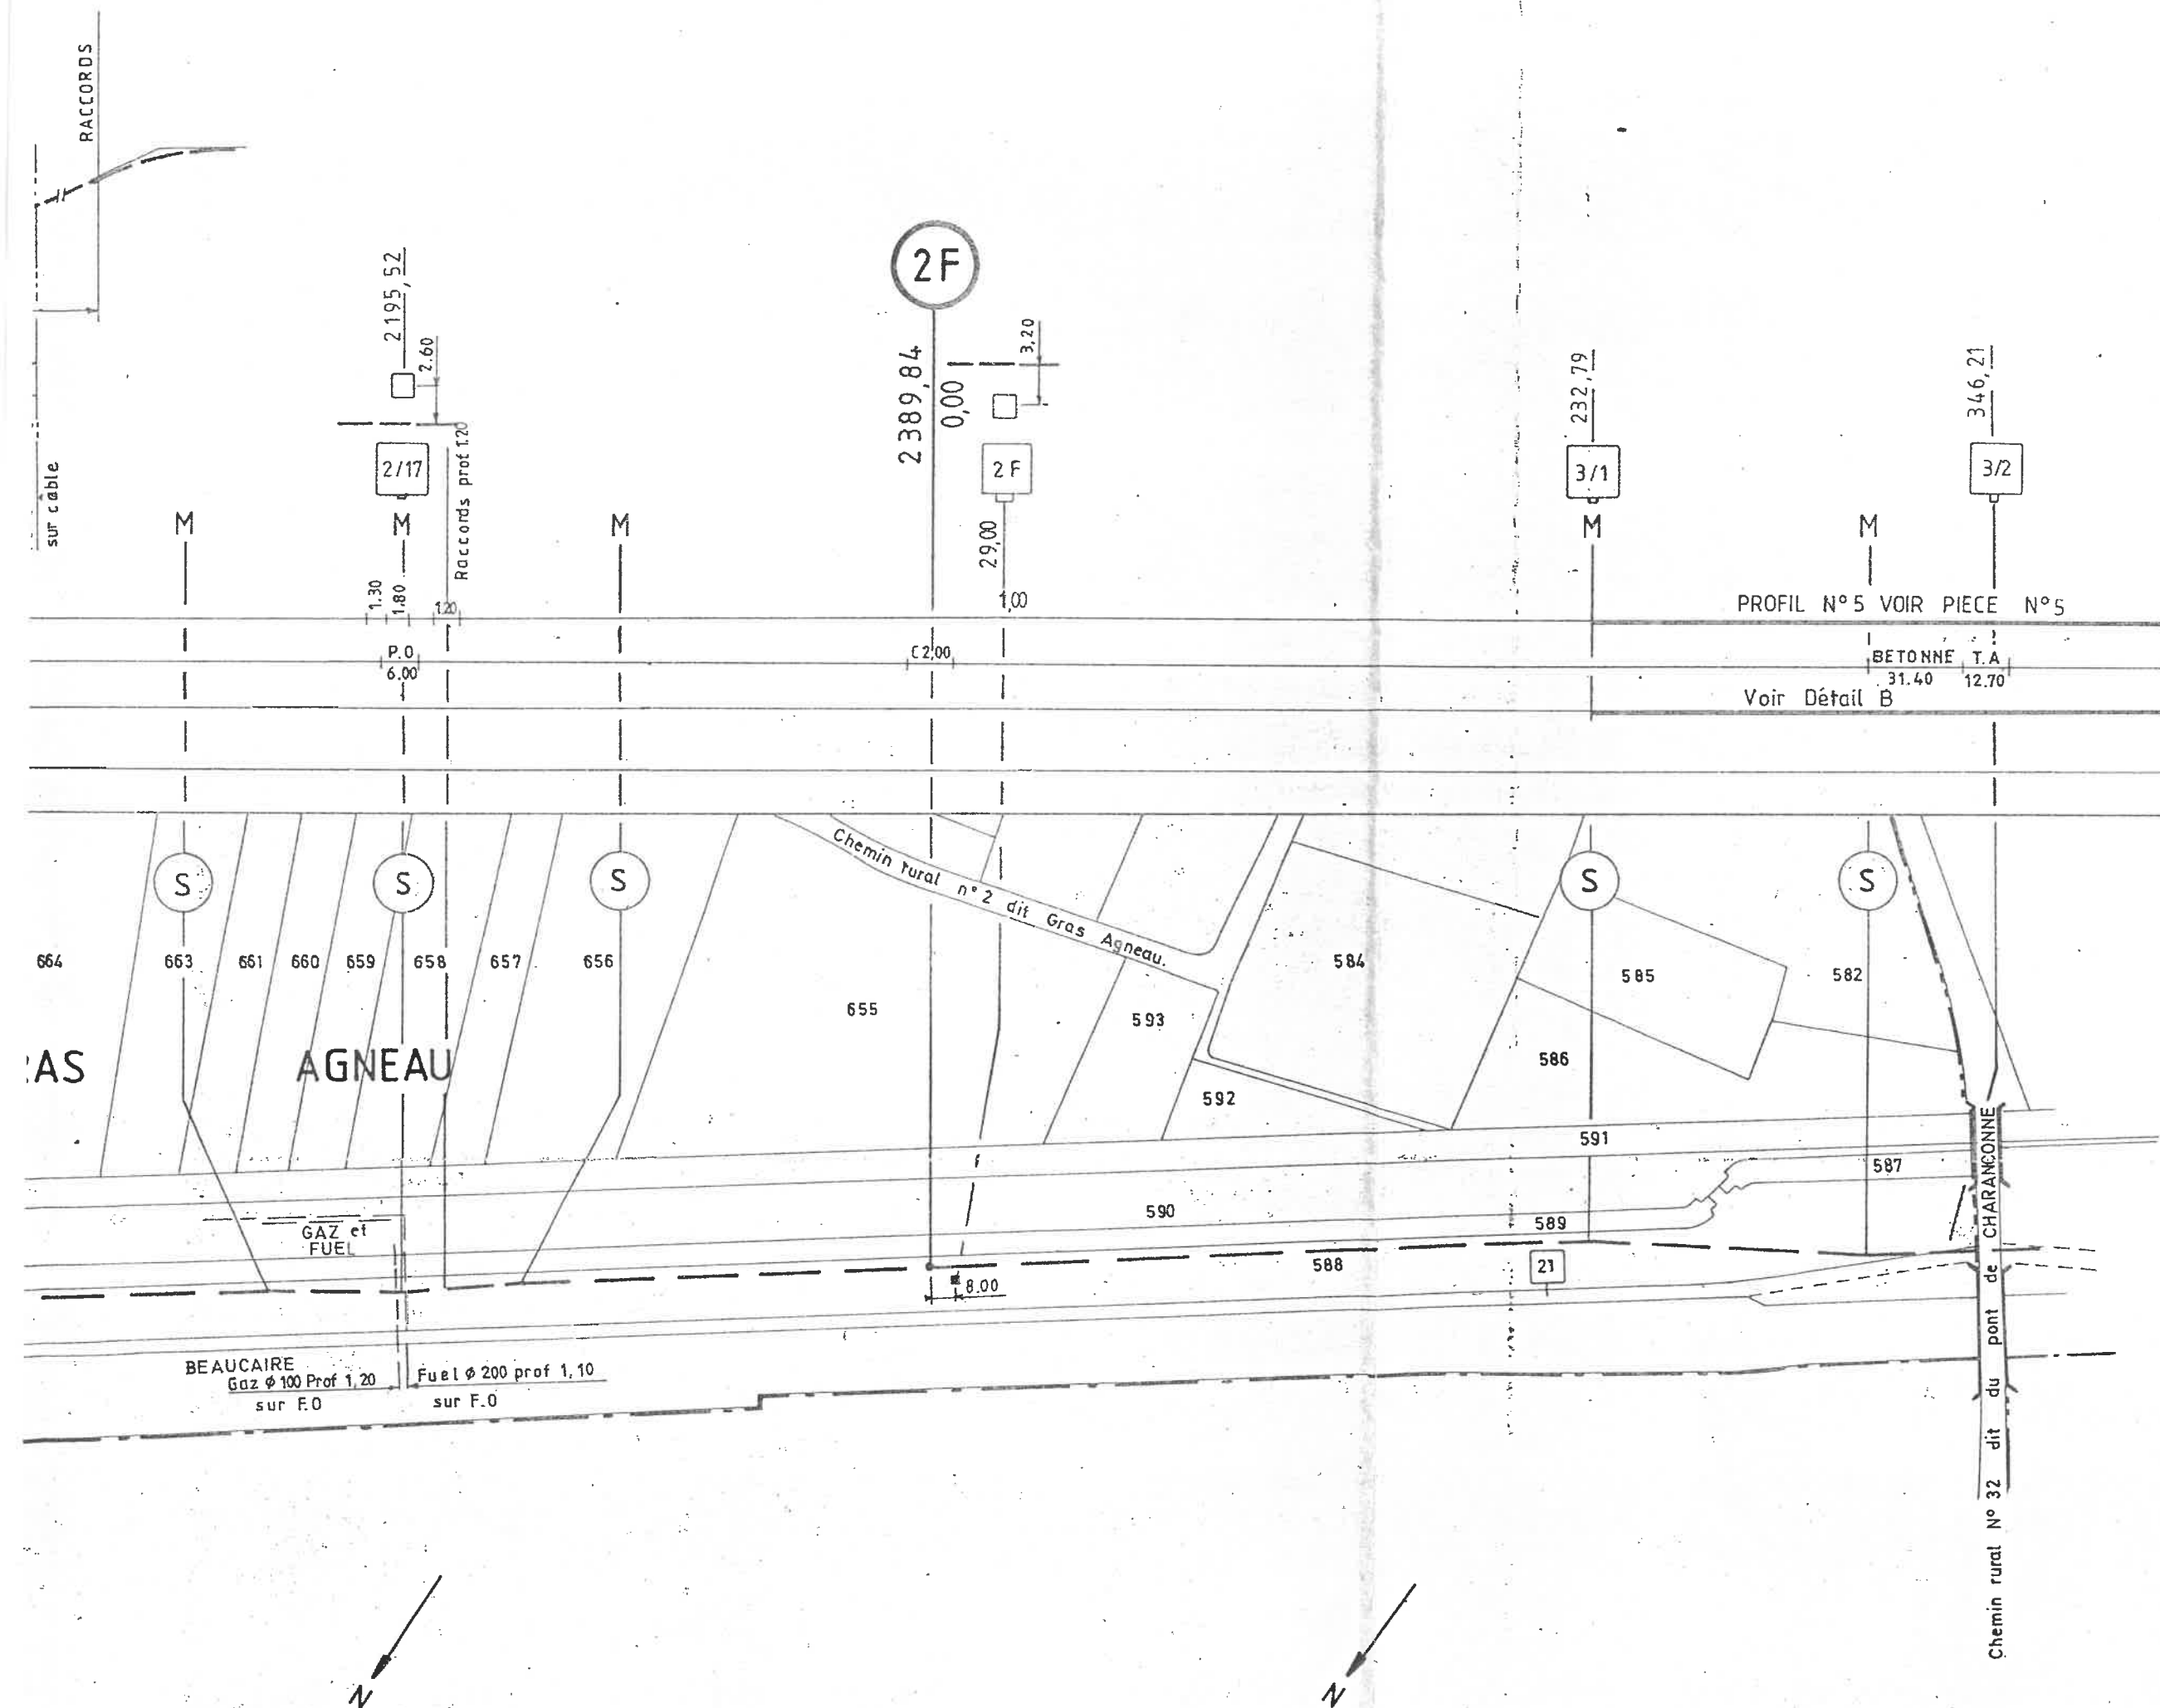 RACCORDS
sur cable
2195,52
2.60
2/17
M
M
M
Raccords prof 1.20
1.30
1.80
1.20
2F
2389,84
0,00
3,20
2 F
29,00
1,00
232,79
3/1
M
346,21
3/2
M
PROFIL N°5 VOIR PIECE N°5
P.O
6.00
C 2,00
BETONNE T.A
31.40 12.70
Voir Détail B
S
S
S
S
S
Chemin rural n° 2 dit Gras Agneau.
664
663
661
660
659
658
657
656
655
593
592
584
585
586
582
RAS AGNEAU
591
587
590
589
588
21
GAZ et
FUEL
8.00
BEAUCAIRE
Gaz ϕ 100 Prof 1,20
sur F.O
Fuel ϕ 200 prof 1,10
sur F.O
Chemin rural N° 32 dit du pont de CHARANCONNE
N
N